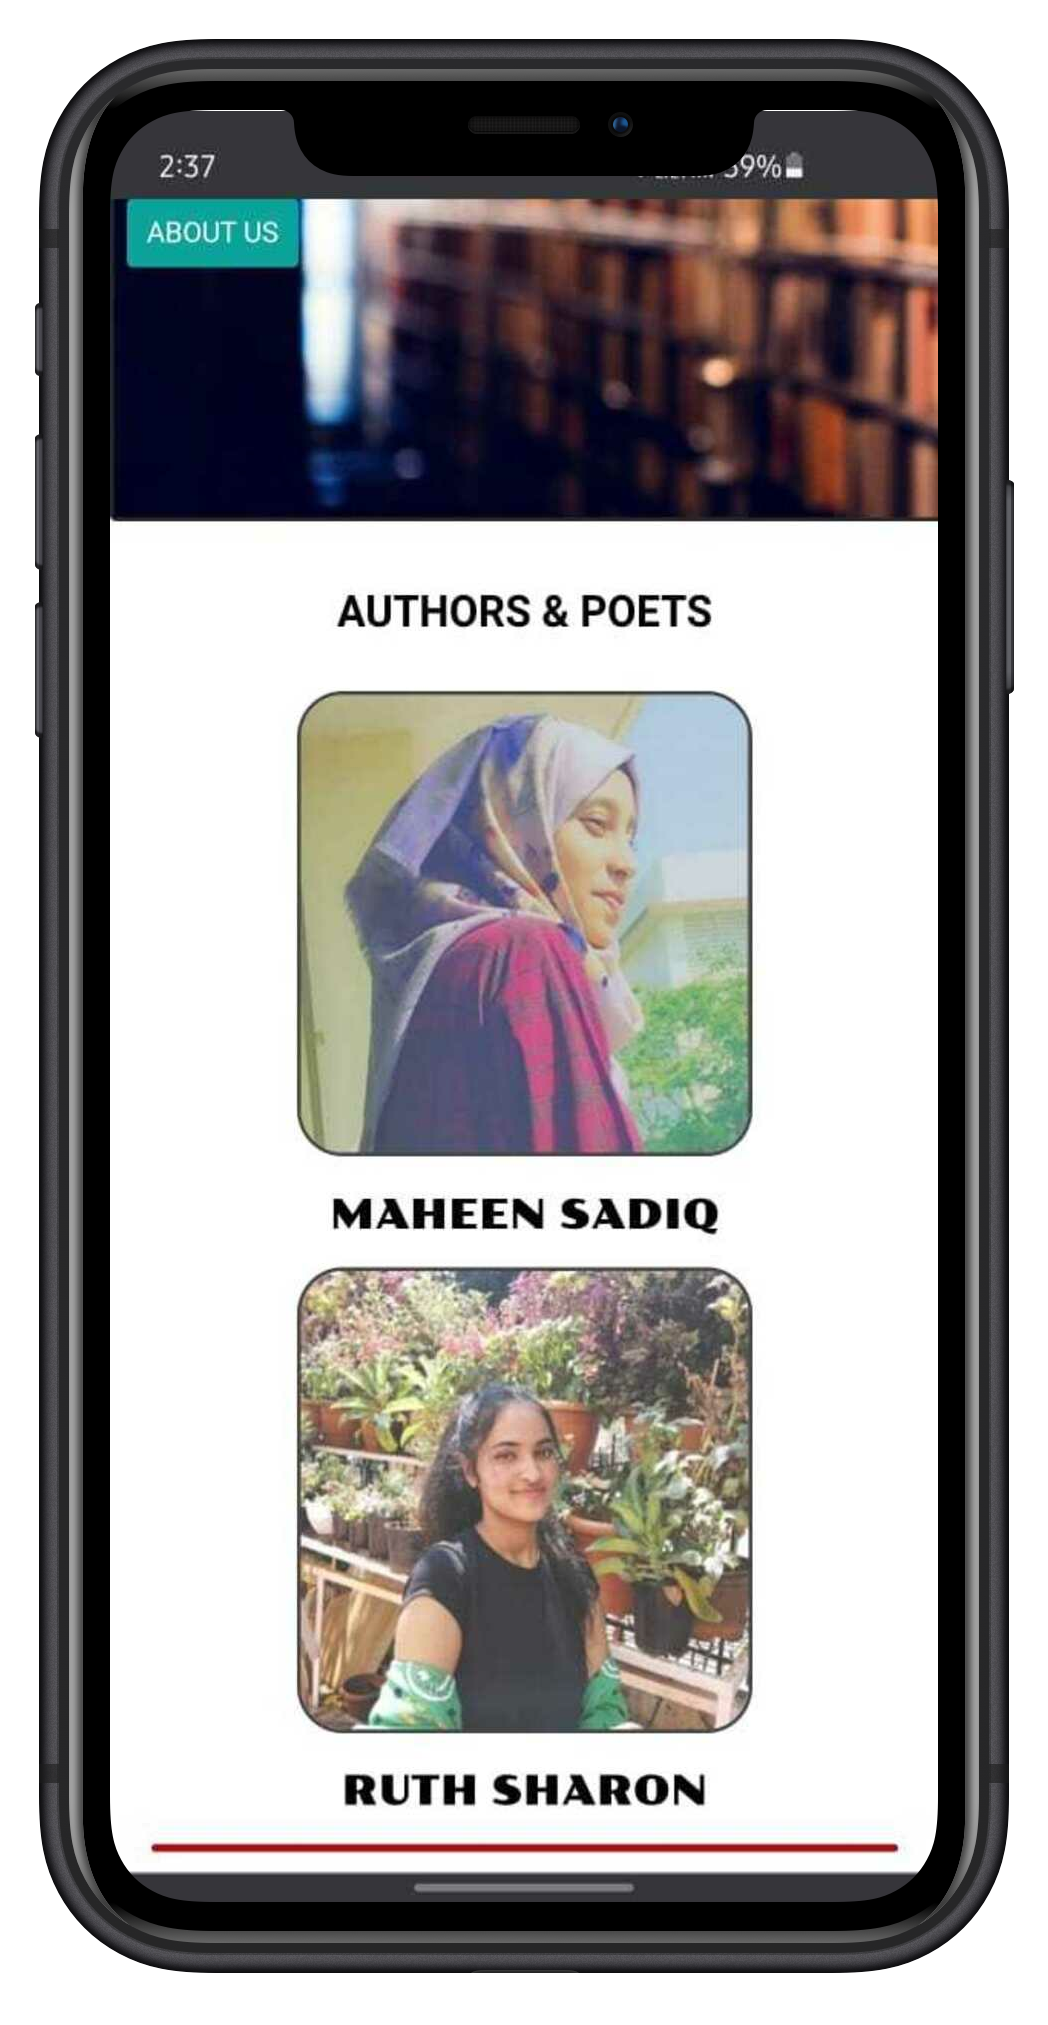 2:37
ABOUT US
AUTHORS & POETS
MAHEEN SADIQ
RUTH SHARON